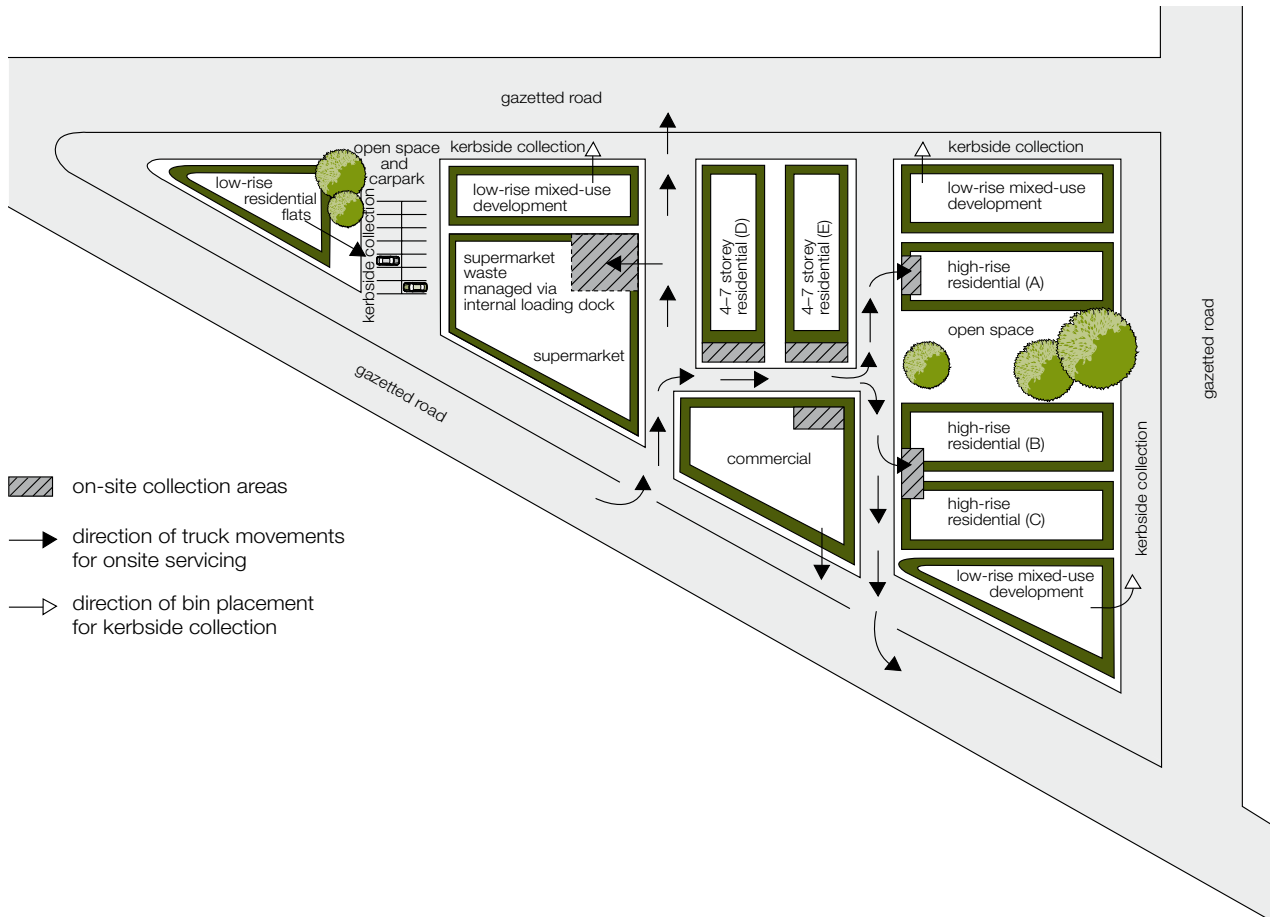 gazetted road
open space
and
carpark
kerbside collection
kerbside collection
low-rise
residential
flats
kerbside collection
low-rise mixed-use
development
low-rise mixed-use
development
supermarket
waste
managed via
internal loading dock
supermarket
4–7 storey
residential (D)
4–7 storey
residential (E)
high-rise
residential (A)
open space
gazetted road
gazetted road
commercial
high-rise
residential (B)
high-rise
residential (C)
kerbside collection
low-rise mixed-use
development
on-site collection areas
direction of truck movements
for onsite servicing
direction of bin placement
for kerbside collection